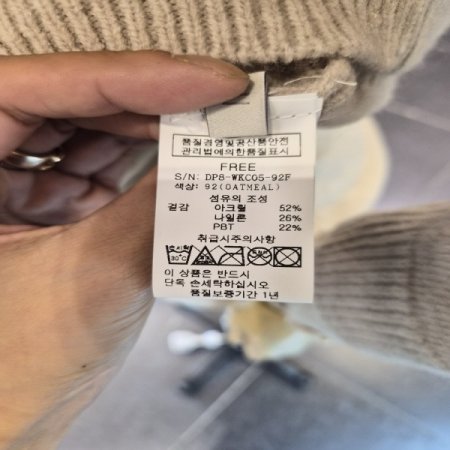 품질경영및공산품안전
관리법에의한품질표시
FREE
S/N: DP8-WKC05-92F
색상: 92(OATMEAL)
섬유의 조성
겉감 아크릴 52%
나일론 26%
PBT 22%
취급시주의사항
30℃
이 상품은 반드시
단독 손세탁하십시오
품질보증기간 1년